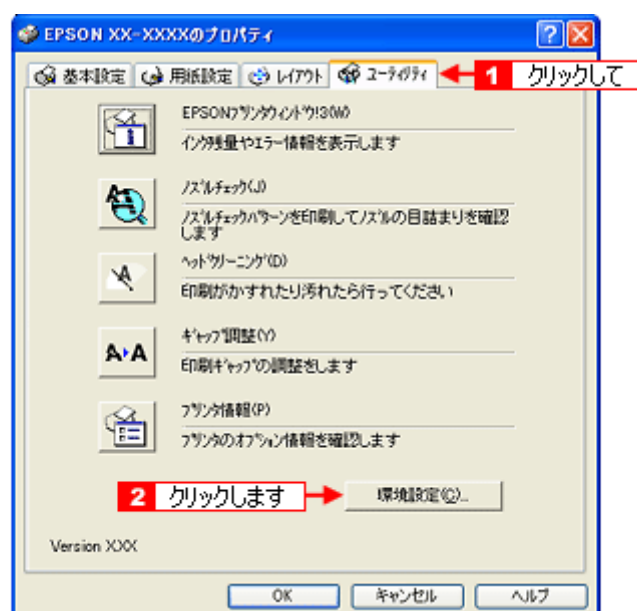 EPSON XX-XXXXのプロパティ
基本設定 用紙設定 レイアウト ユーティリティ 1 クリックして
EPSONプリンタウィンドウ!3(W)
インク残量やエラー情報を表示します
ノズルチェック(J)
ノズルチェックパターンを印刷してノズルの目詰まりを確認
します
ヘッドクリーニング(D)
印刷がかすれたり汚れたら行ってください
A▸A
ギャップ調整(Y)
印刷ギャップの調整をします
プリンタ情報(P)
プリンタのオプション情報を確認します
2 クリックします 環境設定(C)...
Version XXX
OK キャンセル ヘルプ